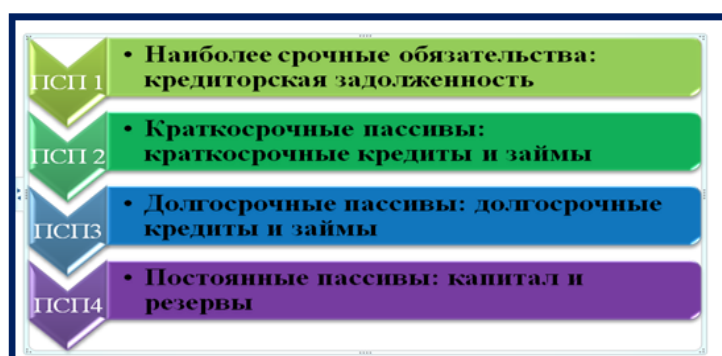 ПСП 1
• Наиболее срочные обязательства:
кредиторская задолженность
ПСП 2
• Краткосрочные пассивы:
краткосрочные кредиты и займы
ПСП3
• Долгосрочные пассивы: долгосрочные
кредиты и займы
ПСП4
• Постоянные пассивы: капитал и
резервы